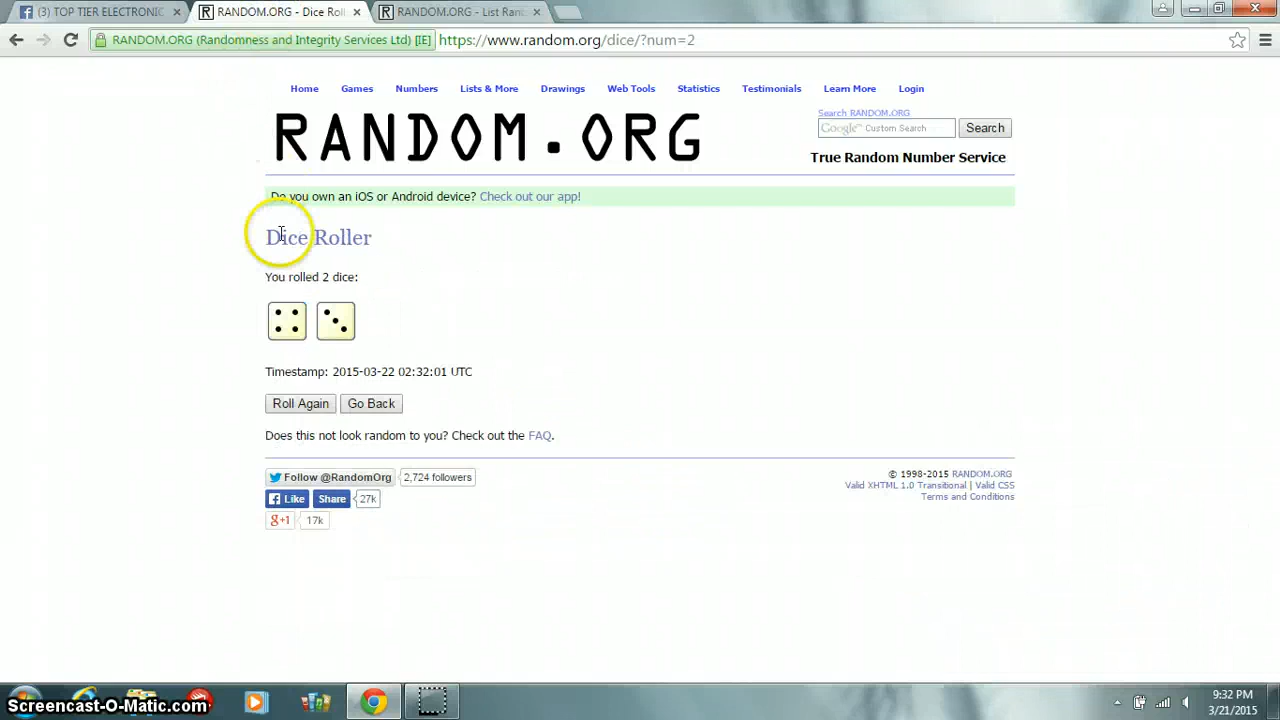 (3) TOP TIER ELECTRONIC
RANDOM.ORG - Dice Roll
RANDOM.ORG - List Rand
RANDOM.ORG (Randomness and Integrity Services Ltd) [IE] https://www.random.org/dice/?num=2
Home Games Numbers Lists & More Drawings Web Tools Statistics Testimonials Learn More Login
RANDOM.ORG
Search RANDOM.ORG
Google™ Custom Search
Search
True Random Number Service
Do you own an iOS or Android device? Check out our app!
Dice Roller
You rolled 2 dice:
Timestamp: 2015-03-22 02:32:01 UTC
Roll Again Go Back
Does this not look random to you? Check out the FAQ.
Follow @RandomOrg 2,724 followers
Like Share 27k
g+1 17k
© 1998-2015 RANDOM.ORG
Valid XHTML 1.0 Transitional | Valid CSS
Terms and Conditions
Screencast-O-Matic.com
9:32 PM
3/21/2015